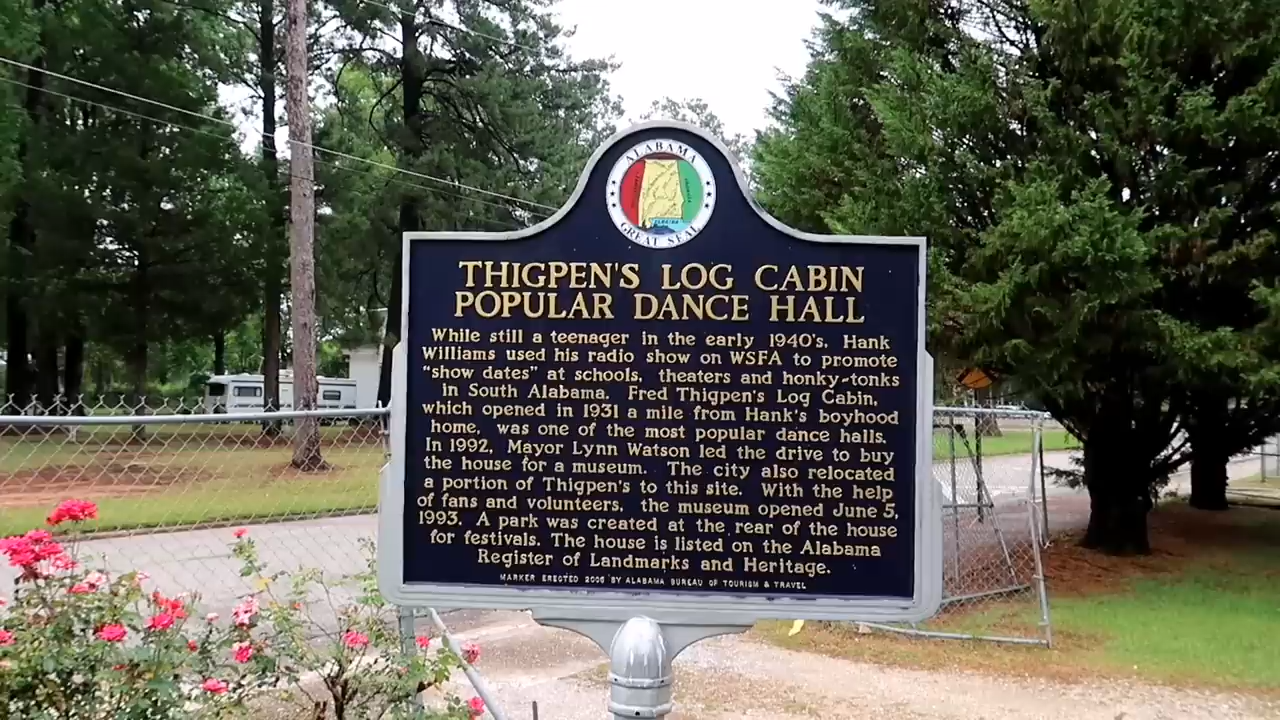 ALABAMA
GREAT SEAL
THIGPEN'S LOG CABIN
POPULAR DANCE HALL
While still a teenager in the early 1940's, Hank
Williams used his radio show on WSFA to promote
"show dates" at schools, theaters and honky-tonks
in South Alabama. Fred Thigpen's Log Cabin,
which opened in 1931 a mile from Hank's boyhood
home, was one of the most popular dance halls.
In 1992, Mayor Lynn Watson led the drive to buy
the house for a museum. The city also relocated
a portion of Thigpen's to this site. With the help
of fans and volunteers, the museum opened June 5,
1993. A park was created at the rear of the house
for festivals. The house is listed on the Alabama
Register of Landmarks and Heritage.
MARKER ERECTED 2006 BY ALABAMA BUREAU OF TOURISM & TRAVEL